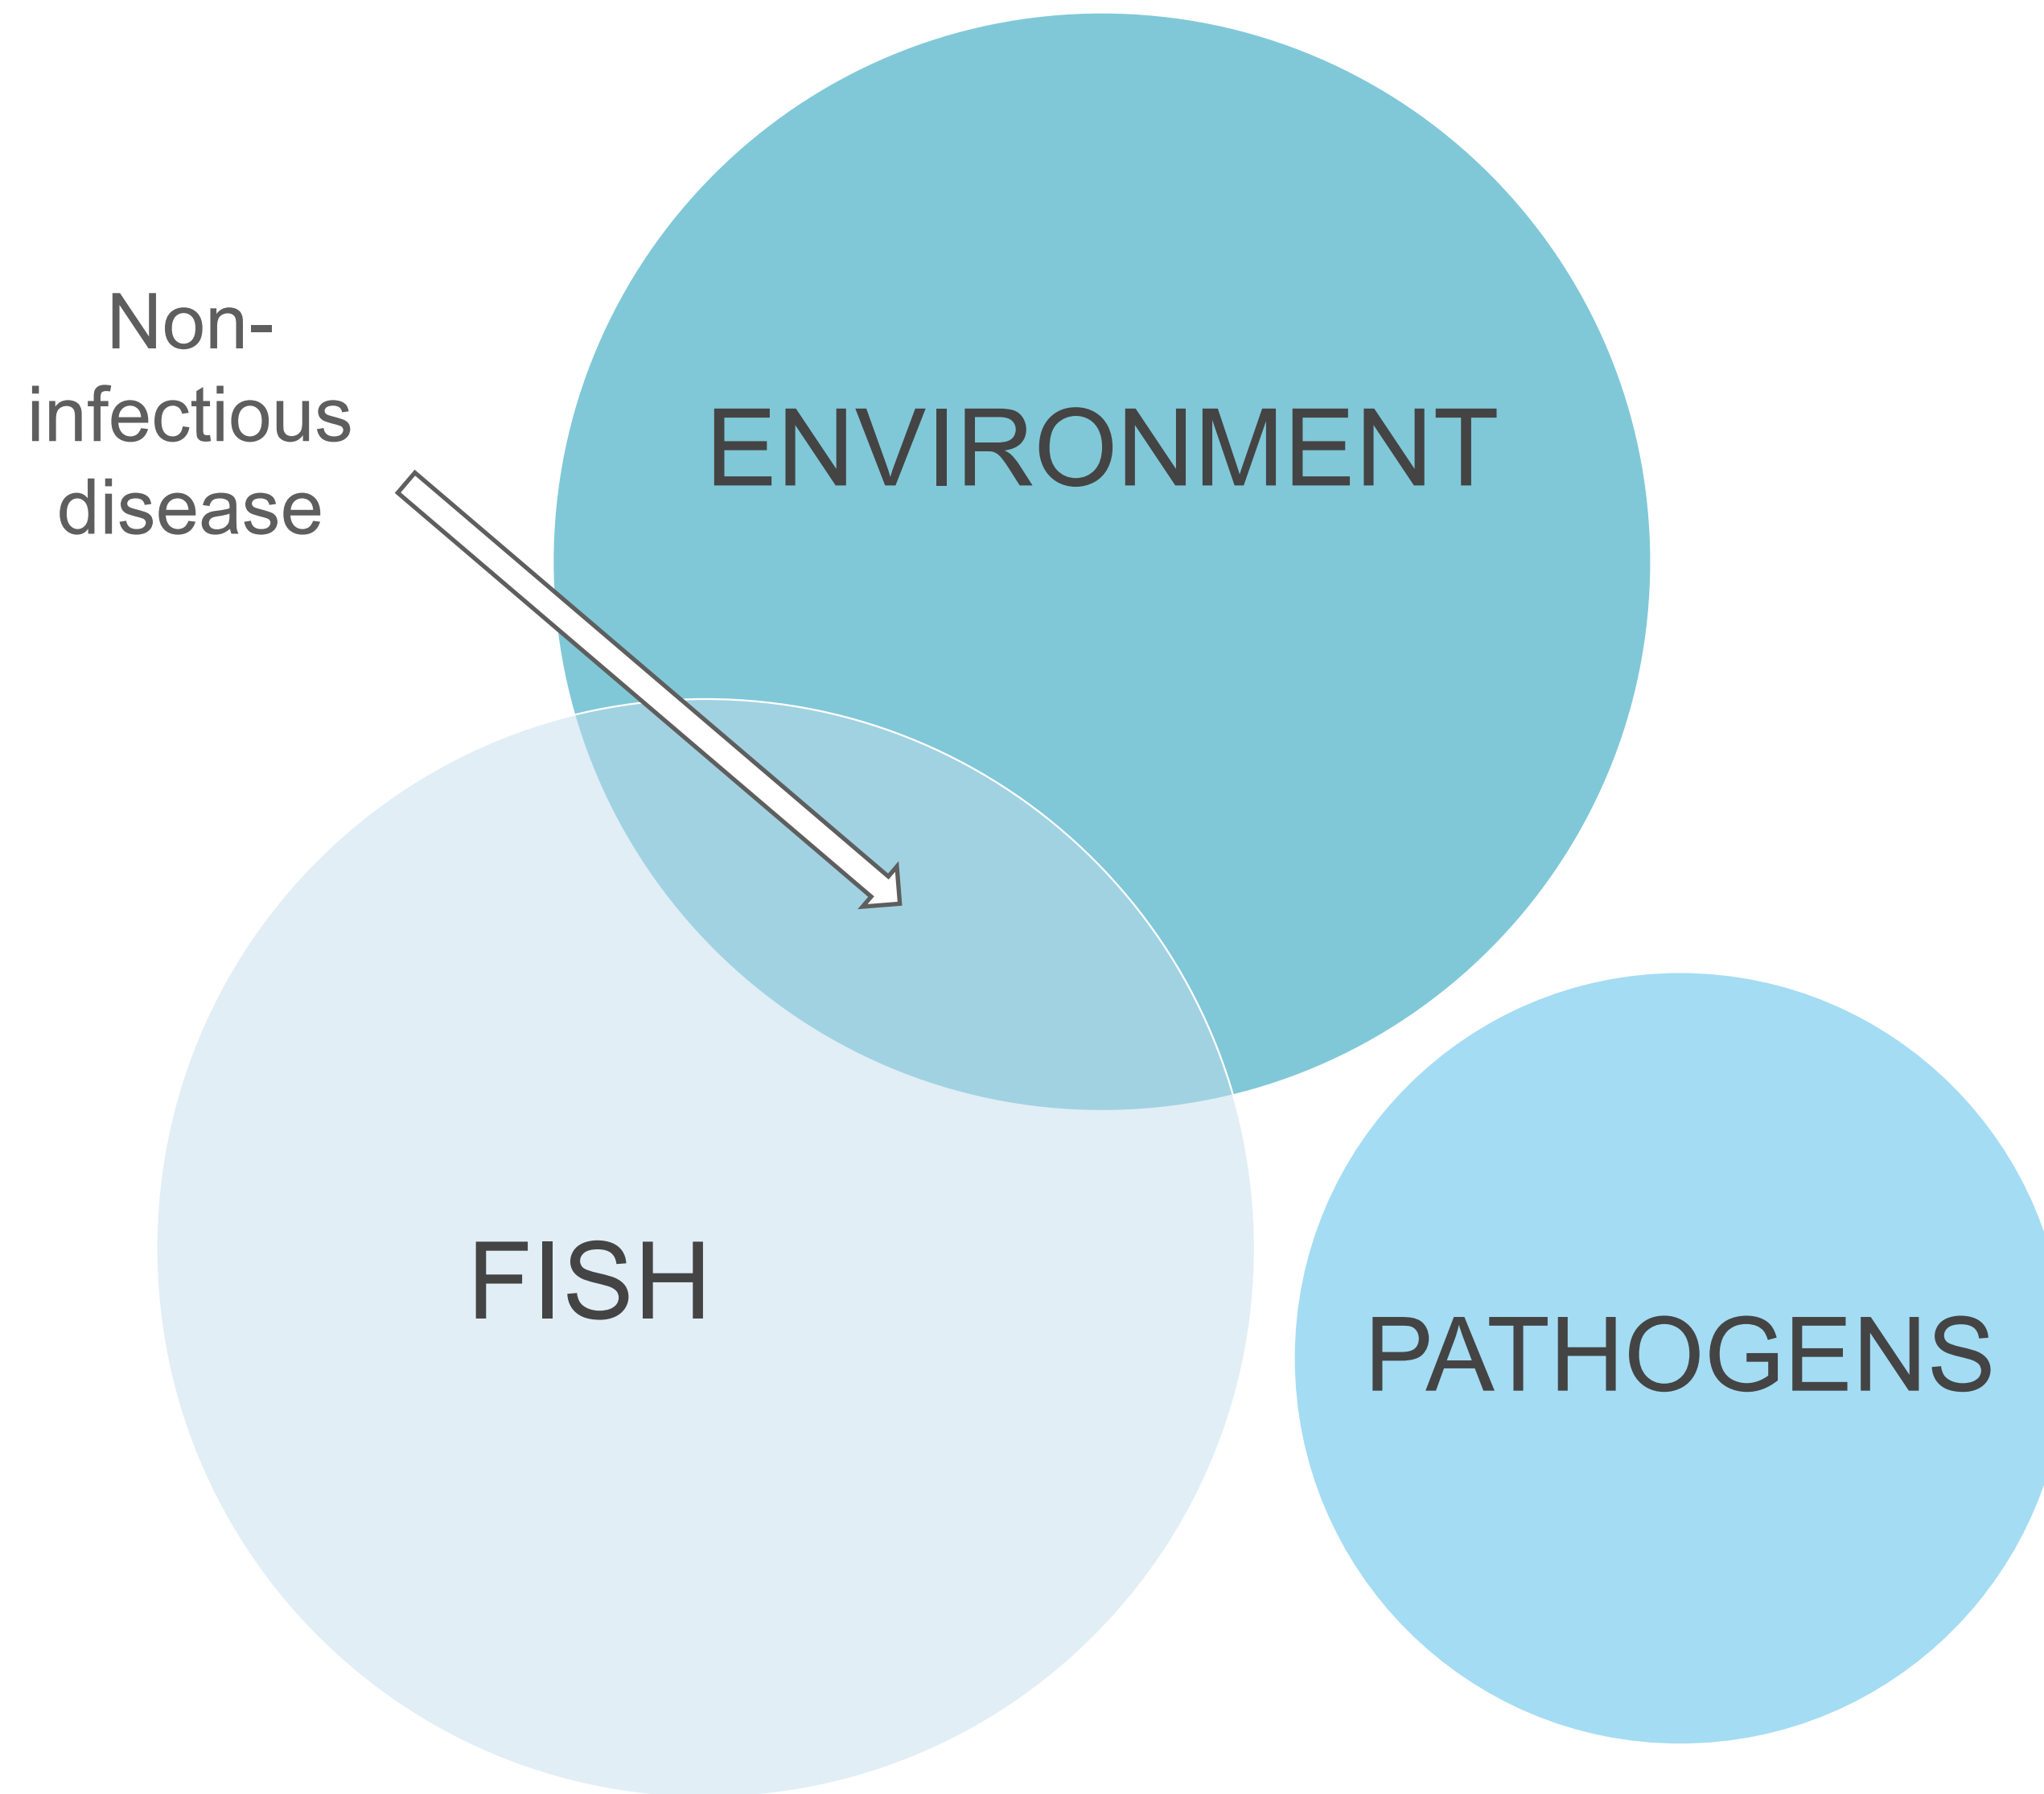 Non-
infectious
disease
ENVIRONMENT
FISH
PATHOGENS